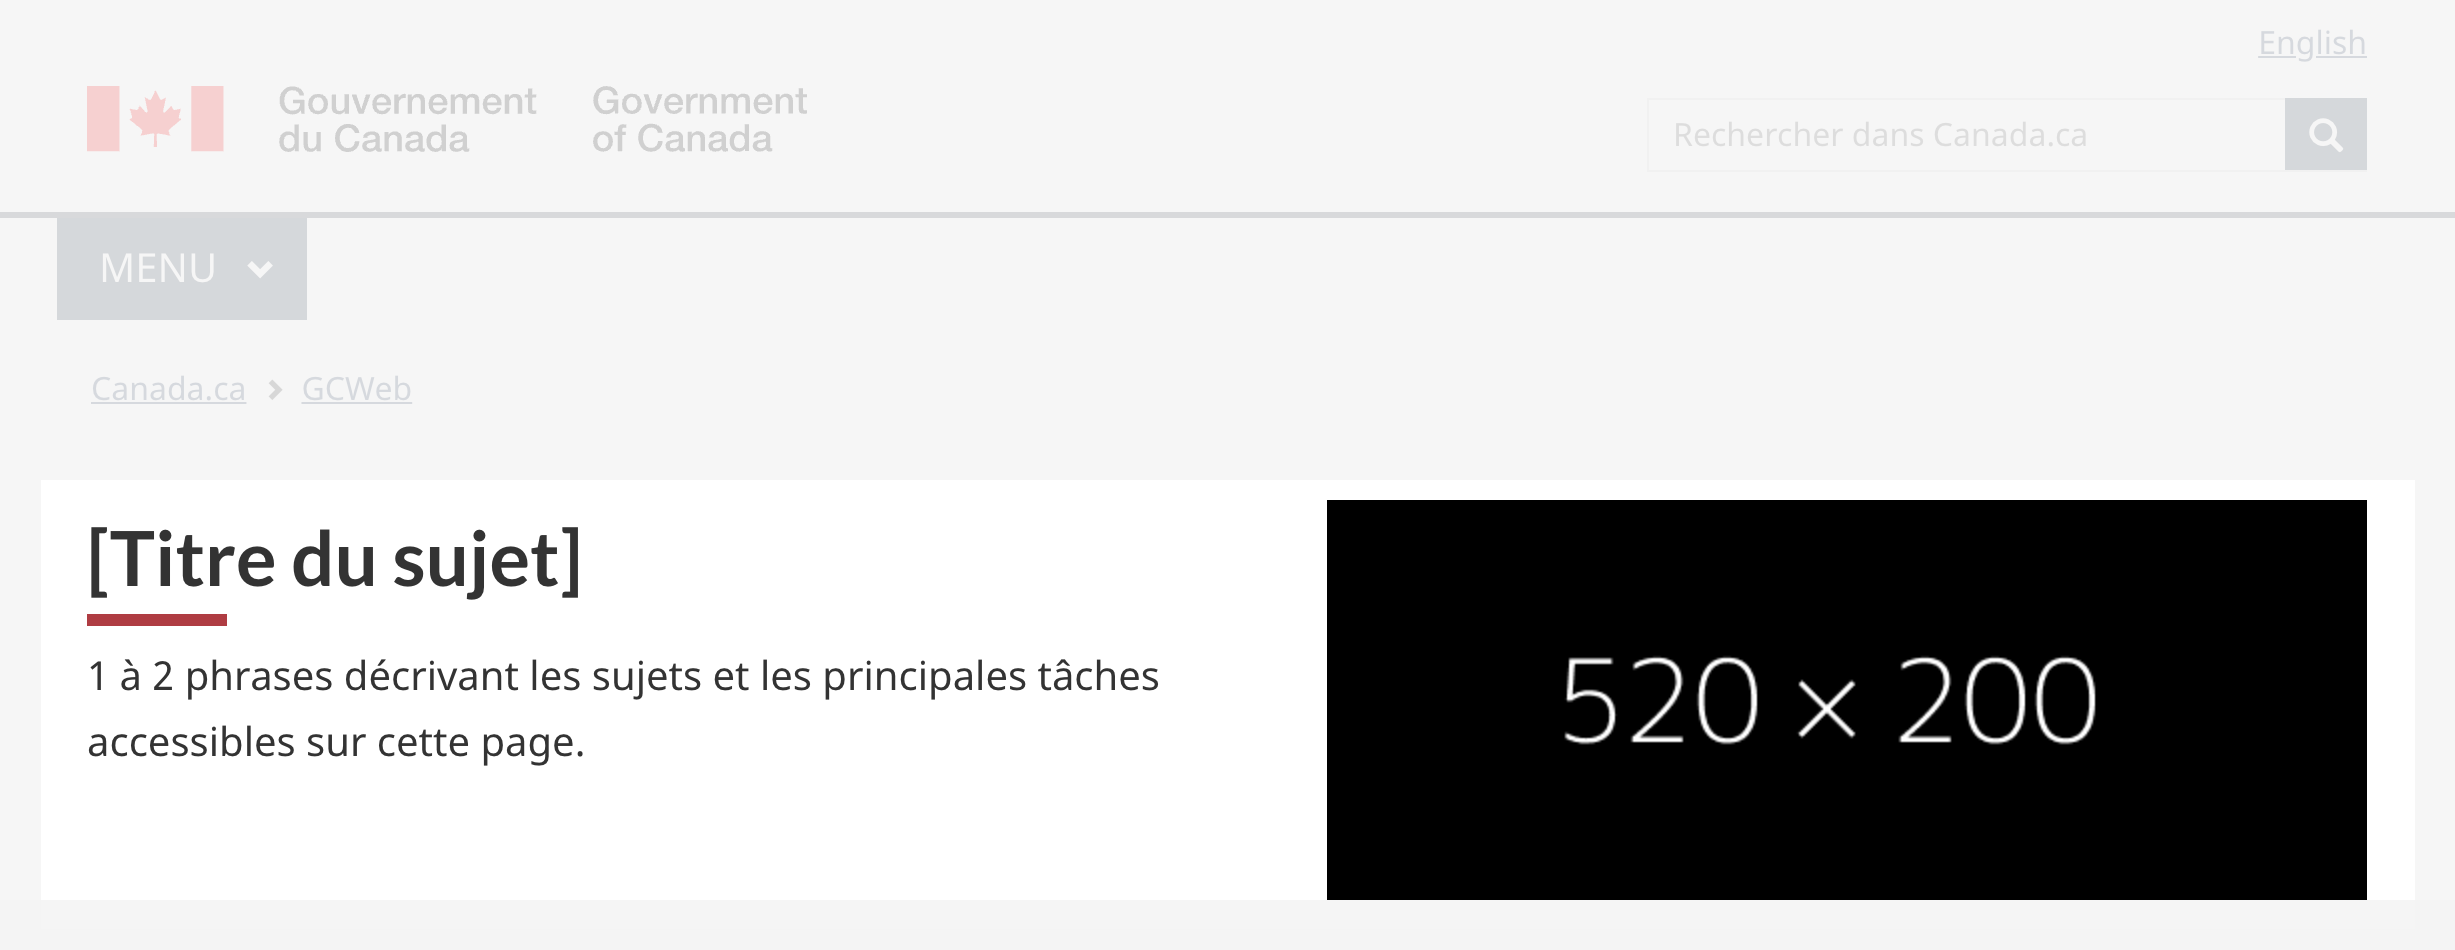 English
Gouvernement
du Canada
Government
of Canada
Rechercher dans Canada.ca
MENU
Canada.ca > GCWeb
[Titre du sujet]
1 à 2 phrases décrivant les sujets et les principales tâches
accessibles sur cette page.
520 × 200